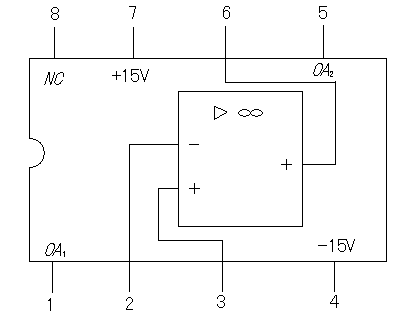 8 7 6 5
NC +15V OA₂
▷ ∞
−
+ +
OA₁ −15V
1 2 3 4